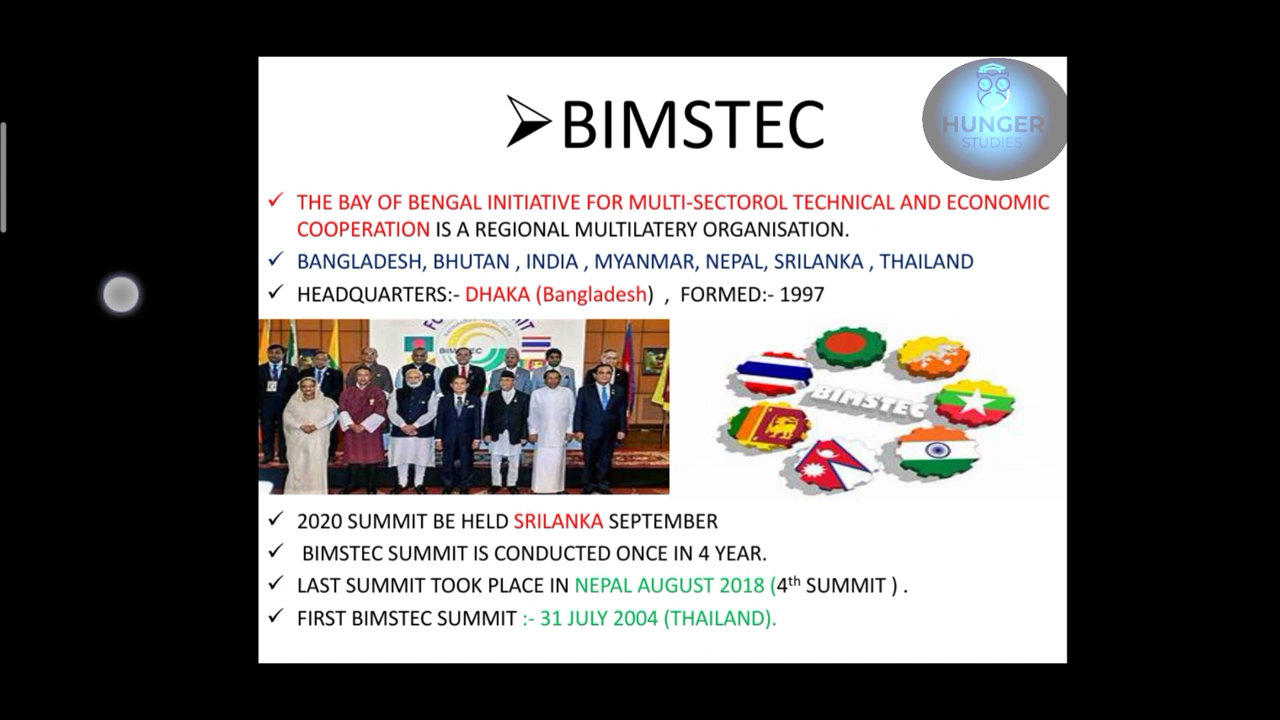 ➢BIMSTEC
HUNGER
STUDIES
✓ THE BAY OF BENGAL INITIATIVE FOR MULTI-SECTOROL TECHNICAL AND ECONOMIC
COOPERATION IS A REGIONAL MULTILATERY ORGANISATION.
✓ BANGLADESH, BHUTAN , INDIA , MYANMAR, NEPAL, SRILANKA , THAILAND
✓ HEADQUARTERS:- DHAKA (Bangladesh) , FORMED:- 1997
BIMSTEC
BIMSTEC
✓ 2020 SUMMIT BE HELD SRILANKA SEPTEMBER
✓ BIMSTEC SUMMIT IS CONDUCTED ONCE IN 4 YEAR.
✓ LAST SUMMIT TOOK PLACE IN NEPAL AUGUST 2018 (4th SUMMIT ) .
✓ FIRST BIMSTEC SUMMIT :- 31 JULY 2004 (THAILAND).